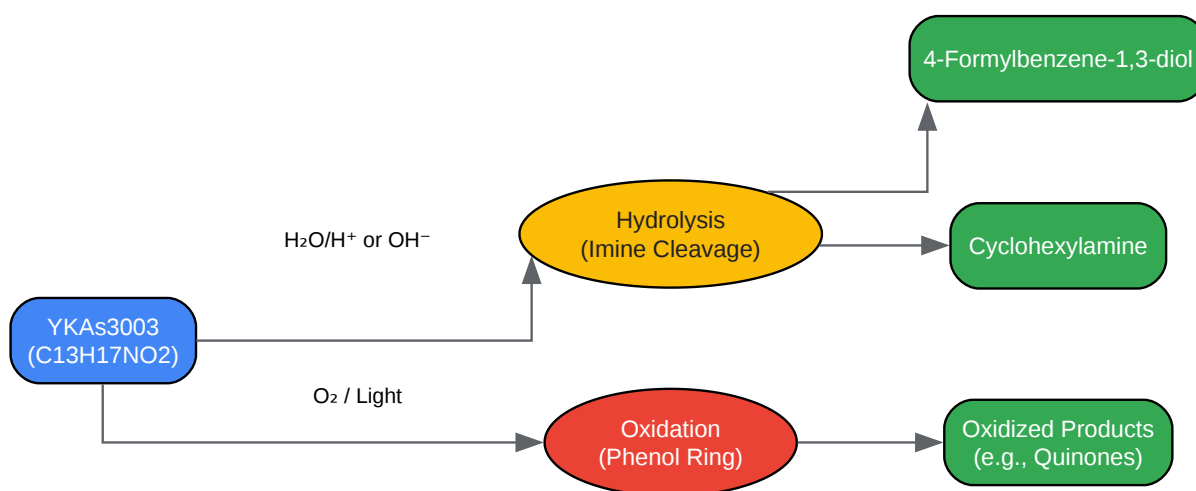 4-Formylbenzene-1,3-diol
H₂O/H⁺ or OH⁻
Hydrolysis
(Imine Cleavage)
Cyclohexylamine
YKAs3003
(C13H17NO2)
O₂ / Light
Oxidation
(Phenol Ring)
Oxidized Products
(e.g., Quinones)